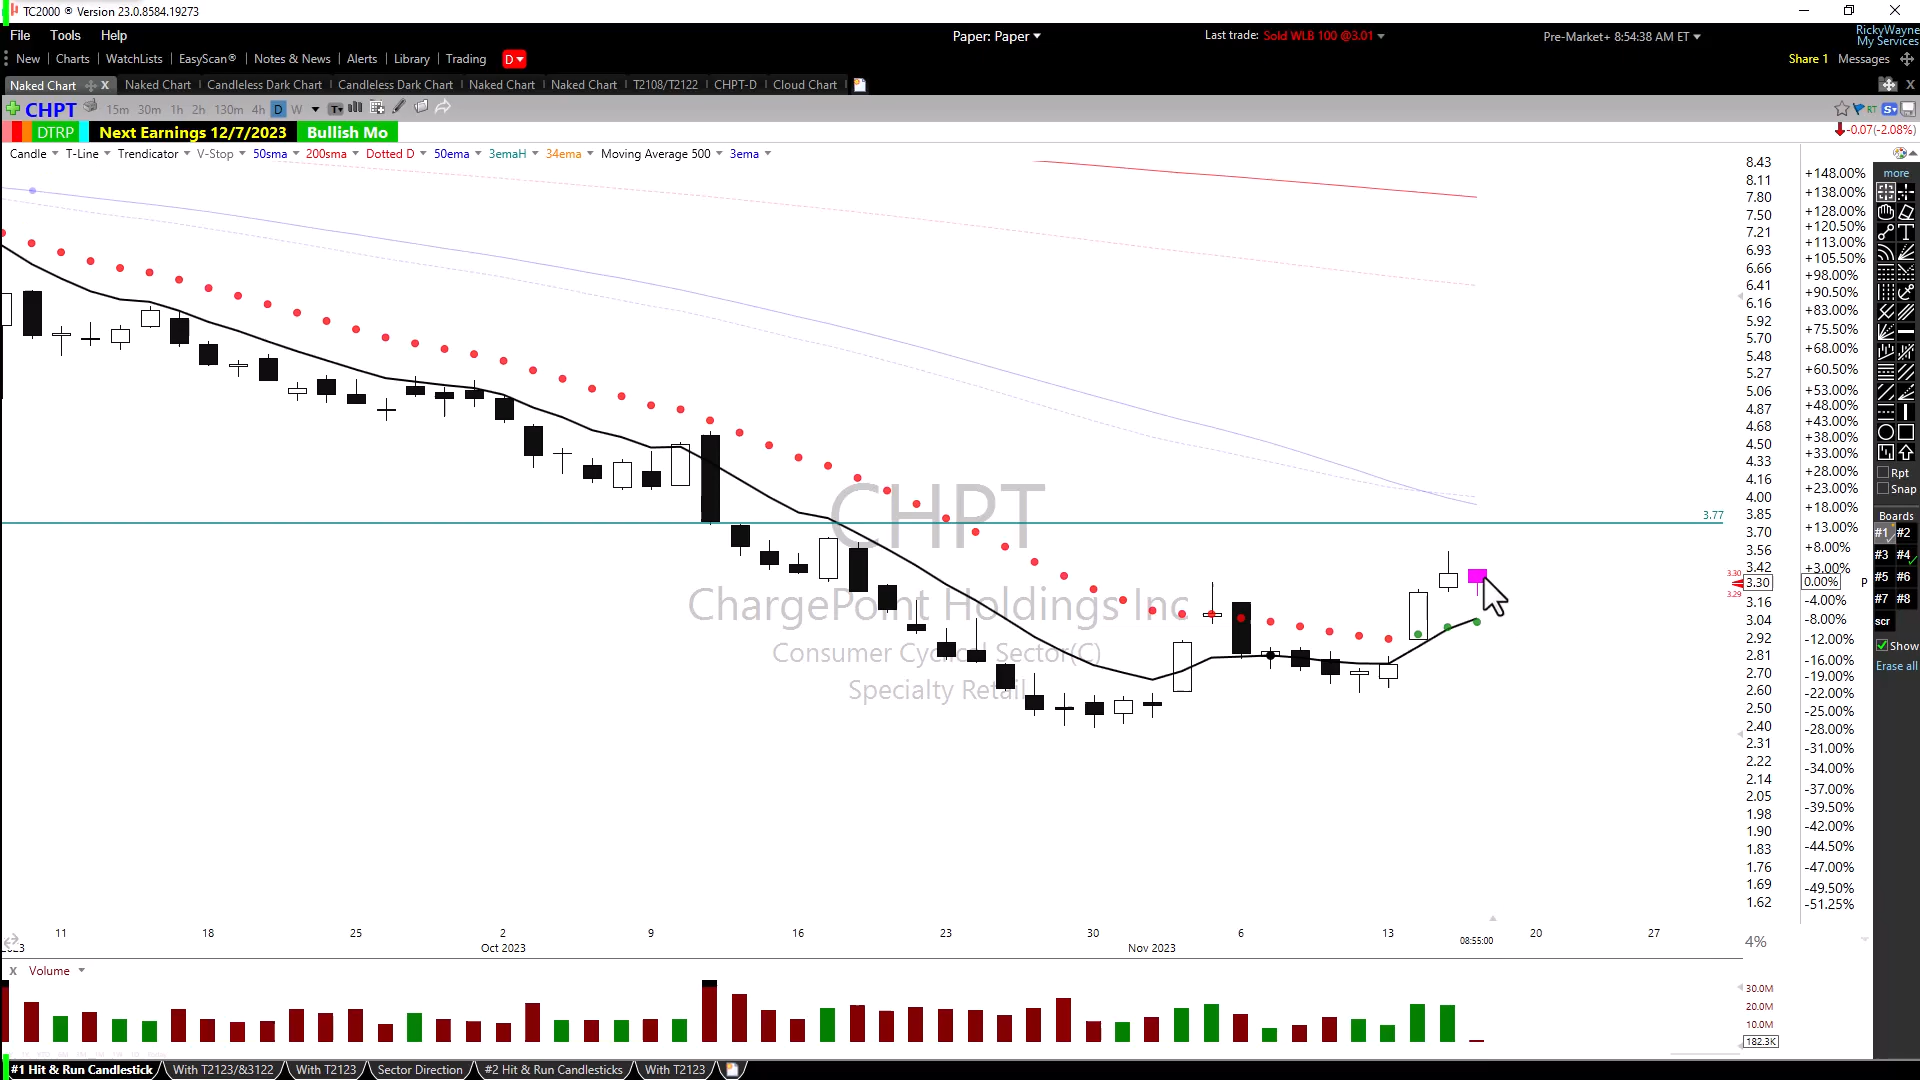 TC2000 ® Version 23.0.8584.19273
File Tools Help
Paper: Paper
Last trade: Sold WLB 100 @3.01
Pre-Market+ 8:54:38 AM ET
RickyWayne
My Services
New Charts WatchLists EasyScan® Notes & News Alerts Library Trading D
Share 1 Messages
Naked Chart X Naked Chart Candleless Dark Chart Candleless Dark Chart Naked Chart Naked Chart T2108/T2122 CHPT-D Cloud Chart
CHPT 15m 30m 1h 2h 130m 4h D W
DTRP Next Earnings 12/7/2023 Bullish Mo
-0.07(-2.08%)
Candle T-Line Trendicator V-Stop 50sma 200sma Dotted D 50ema 3emaH 34ema Moving Average 500 3ema
8.43
8.11
7.80
7.50
7.21
6.93
6.66
6.41
6.16
5.92
5.70
5.48
5.27
5.06
4.87
4.68
4.50
4.33
4.16
4.00
3.85
3.70
3.56
3.42
3.30
3.16
3.04
2.92
2.81
2.70
2.60
2.50
2.40
2.31
2.22
2.14
2.05
1.98
1.90
1.83
1.76
1.69
1.62
+148.00%
+138.00%
+128.00%
+120.50%
+113.00%
+105.50%
+98.00%
+90.50%
+83.00%
+75.50%
+68.00%
+60.50%
+53.00%
+48.00%
+43.00%
+38.00%
+33.00%
+28.00%
+23.00%
+18.00%
+13.00%
+8.00%
+3.00%
0.00%
-4.00%
-8.00%
-12.00%
-16.00%
-19.00%
-22.00%
-25.00%
-28.00%
-31.00%
-34.00%
-37.00%
-39.50%
-42.00%
-44.50%
-47.00%
-49.50%
-51.25%
P
3.77
3.30
3.29
CHPT
ChargePoint Holdings Inc
Consumer Cyclical Sector(C)
Specialty Retail
more
Rpt
Snap
Boards
#1 #2
#3 #4
#5 #6
#7 #8
scr
Show
Erase all
11 18 25 2 9 16 23 30 6 13 08:55:00 20 27
Oct 2023 Nov 2023
4%
X Volume
30.0M
20.0M
10.0M
182.3K
#1 Hit & Run Candlestick With T2123/&3122 With T2123 Sector Direction #2 Hit & Run Candlesticks With T2123